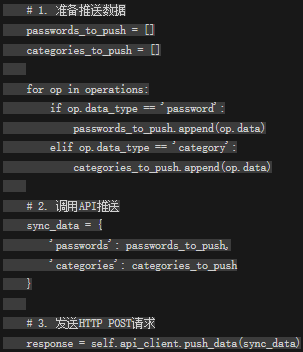 # 1. 准备推送数据
passwords_to_push = []
categories_to_push = []
for op in operations:
if op.data_type == 'password':
passwords_to_push.append(op.data)
elif op.data_type == 'category':
categories_to_push.append(op.data)
# 2. 调用API推送
sync_data = {
'passwords': passwords_to_push,
'categories': categories_to_push
}
# 3. 发送HTTP POST请求
response = self.api_client.push_data(sync_data)